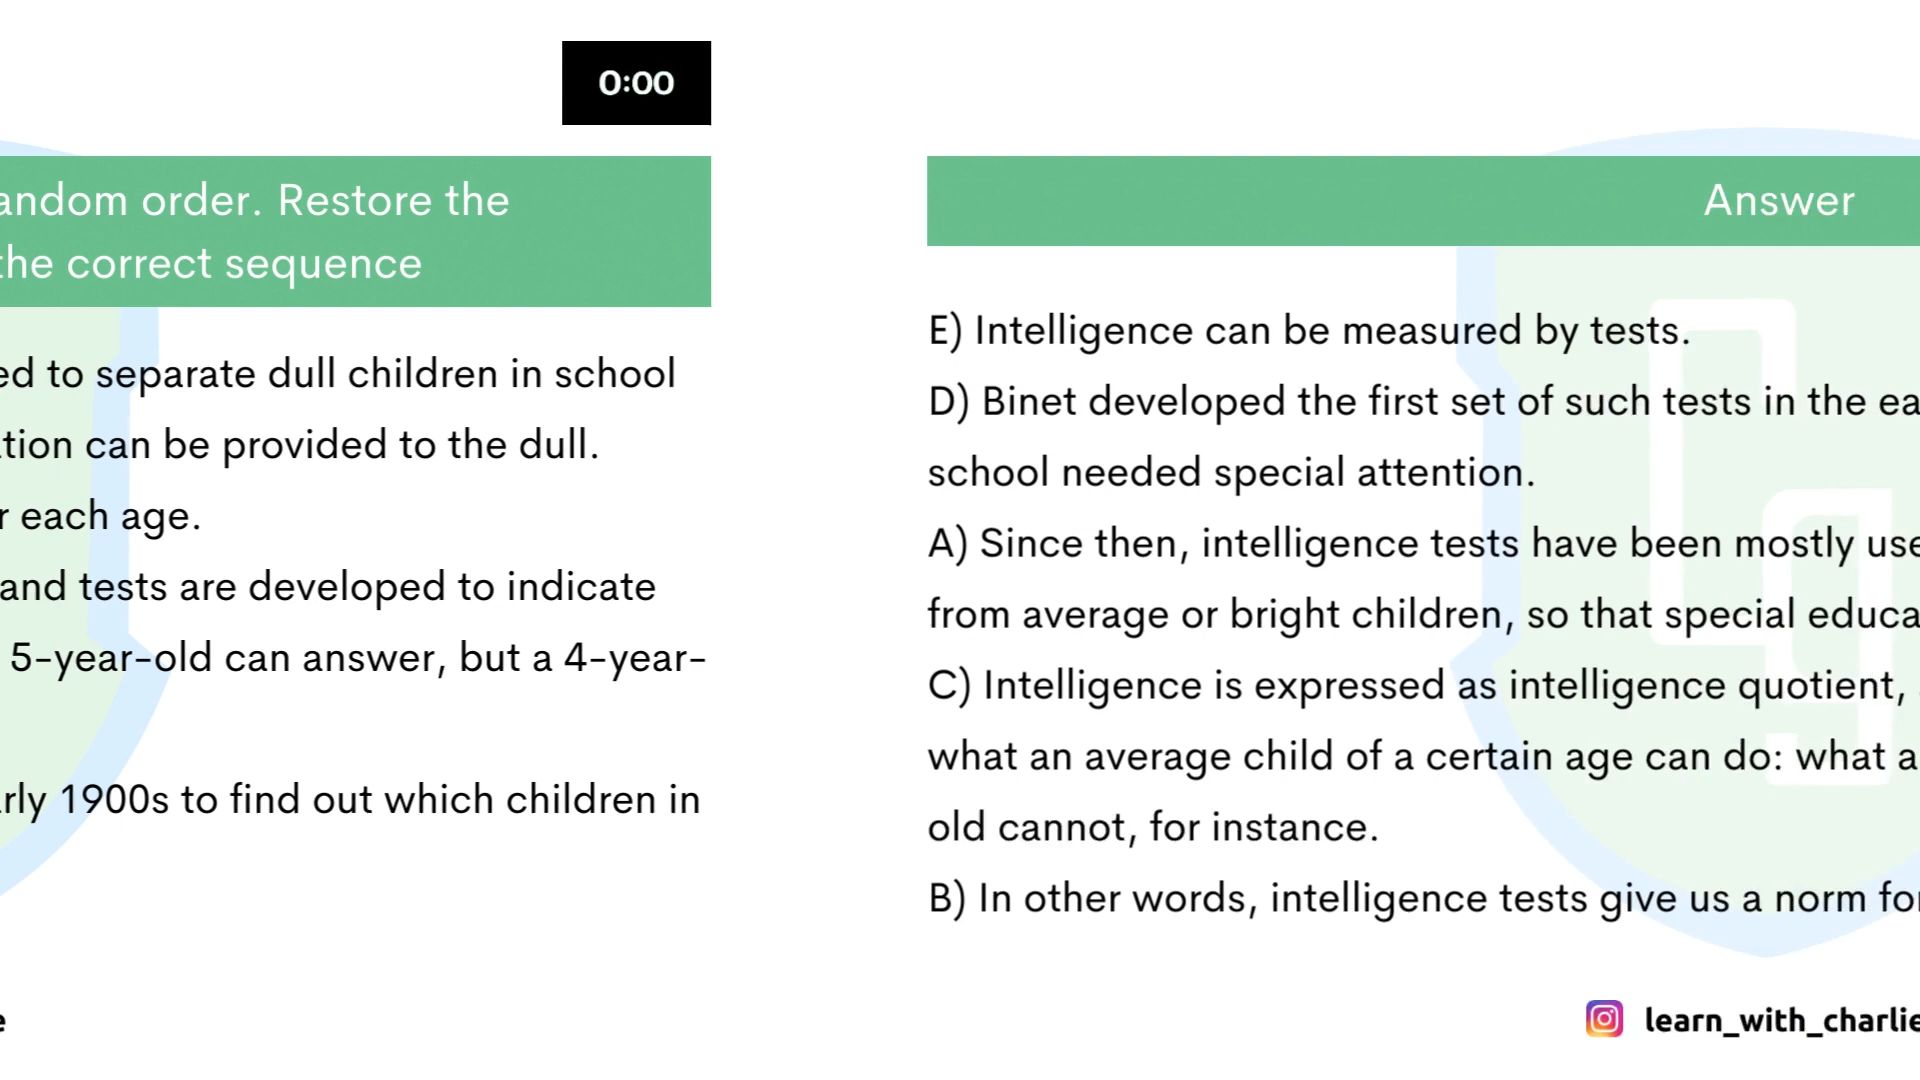 0:00
andom order. Restore the
the correct sequence
ed to separate dull children in school
tion can be provided to the dull.
r each age.
and tests are developed to indicate
5-year-old can answer, but a 4-year-
rly 1900s to find out which children in
e
Answer
E) Intelligence can be measured by tests.
D) Binet developed the first set of such tests in the ea
school needed special attention.
A) Since then, intelligence tests have been mostly use
from average or bright children, so that special educa
C) Intelligence is expressed as intelligence quotient,
what an average child of a certain age can do: what a
old cannot, for instance.
B) In other words, intelligence tests give us a norm for
learn_with_charlie